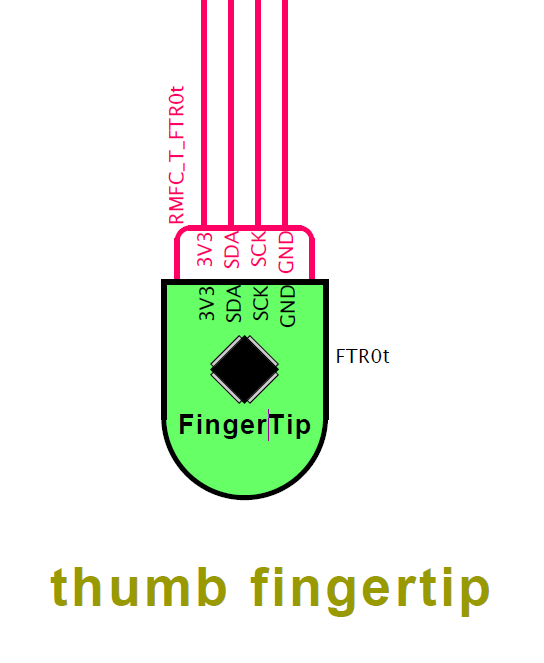 RMFC_T_FTR0t
3V3 SDA SCK GND
3V3 SDA SCK GND
FTR0t
FingerTip
thumb fingertip